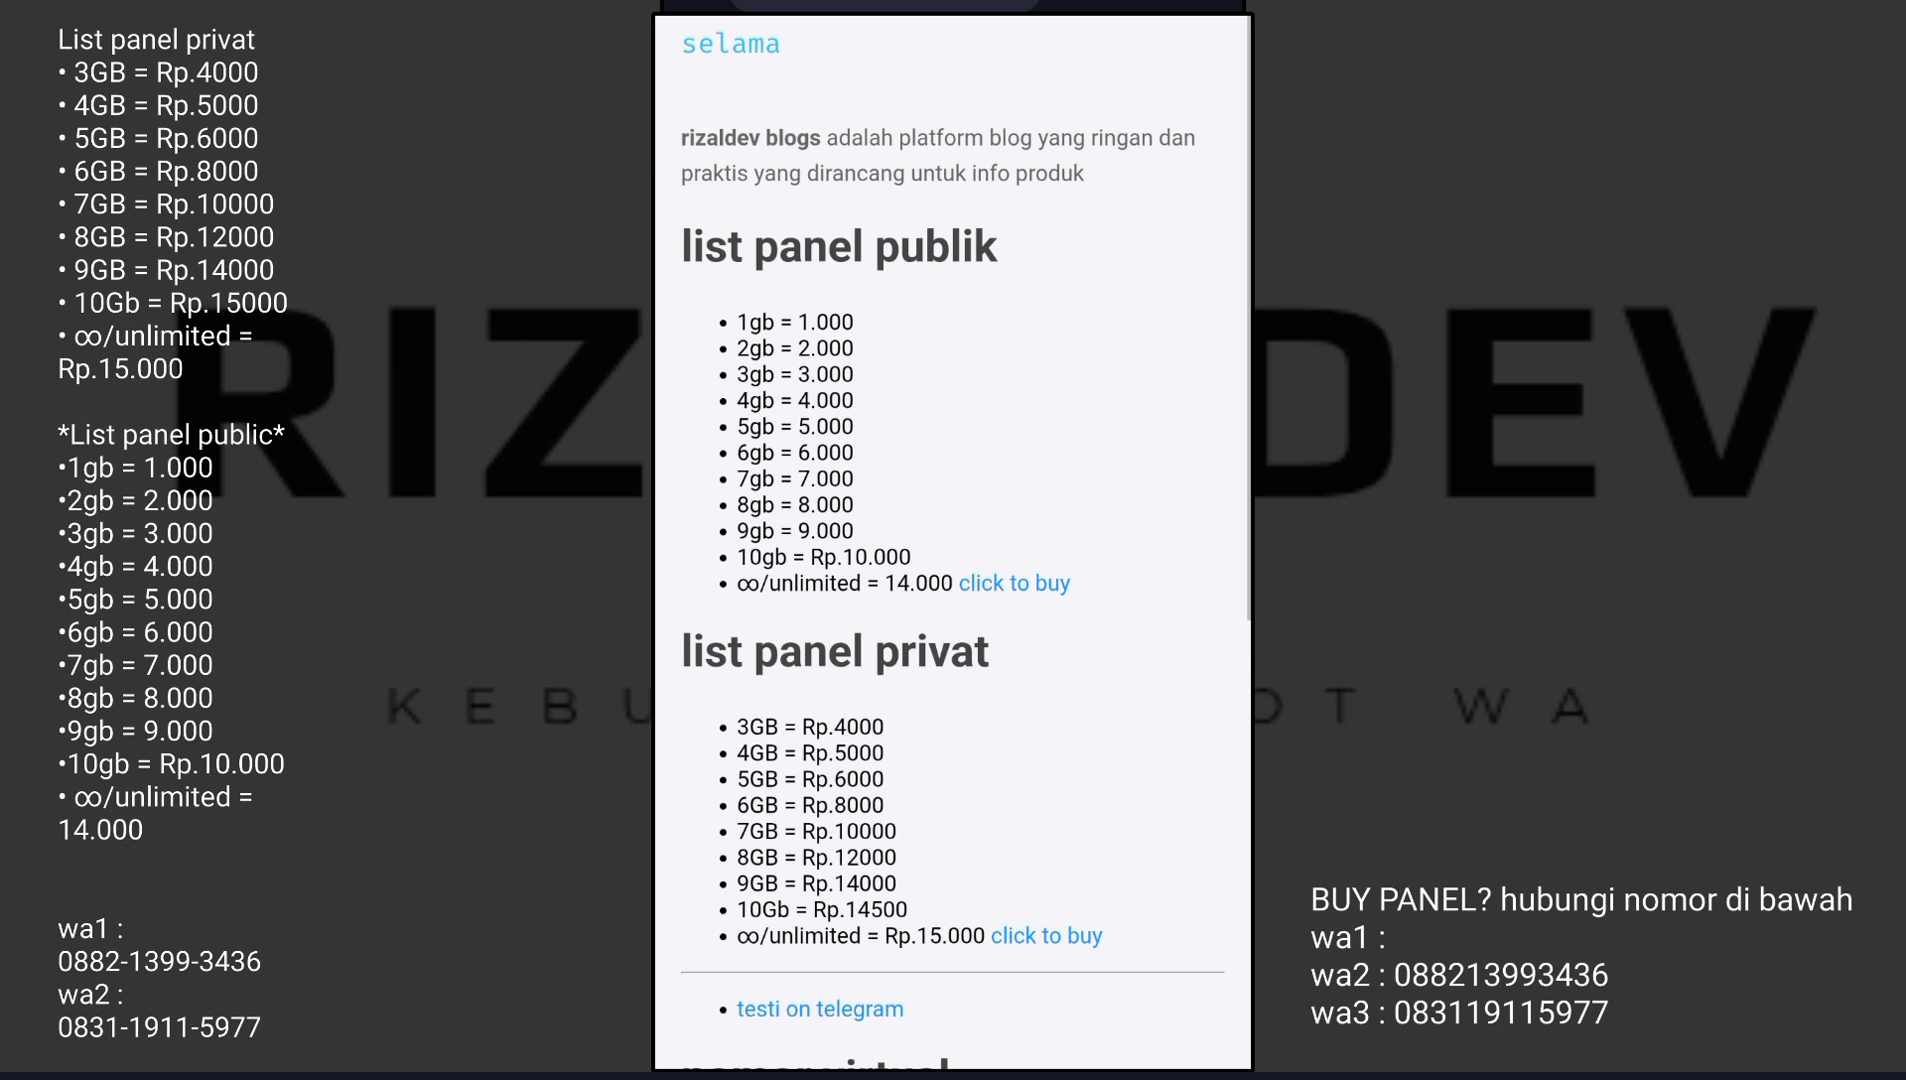 List panel privat
• 3GB = Rp.4000
• 4GB = Rp.5000
• 5GB = Rp.6000
• 6GB = Rp.8000
• 7GB = Rp.10000
• 8GB = Rp.12000
• 9GB = Rp.14000
• 10Gb = Rp.15000
• ∞/unlimited =
Rp.15.000
*List panel public*
•1gb = 1.000
•2gb = 2.000
•3gb = 3.000
•4gb = 4.000
•5gb = 5.000
•6gb = 6.000
•7gb = 7.000
•8gb = 8.000
•9gb = 9.000
•10gb = Rp.10.000
• ∞/unlimited =
14.000
wa1 :
0882-1399-3436
wa2 :
0831-1911-5977
selama
rizaldev blogs adalah platform blog yang ringan dan
praktis yang dirancang untuk info produk
list panel publik
• 1gb = 1.000
• 2gb = 2.000
• 3gb = 3.000
• 4gb = 4.000
• 5gb = 5.000
• 6gb = 6.000
• 7gb = 7.000
• 8gb = 8.000
• 9gb = 9.000
• 10gb = Rp.10.000
• ∞/unlimited = 14.000 click to buy
list panel privat
• 3GB = Rp.4000
• 4GB = Rp.5000
• 5GB = Rp.6000
• 6GB = Rp.8000
• 7GB = Rp.10000
• 8GB = Rp.12000
• 9GB = Rp.14000
• 10Gb = Rp.14500
• ∞/unlimited = Rp.15.000 click to buy
• testi on telegram
nomor virtual
RIZ DEV
KEBU OT WA
BUY PANEL? hubungi nomor di bawah
wa1 :
wa2 : 088213993436
wa3 : 083119115977